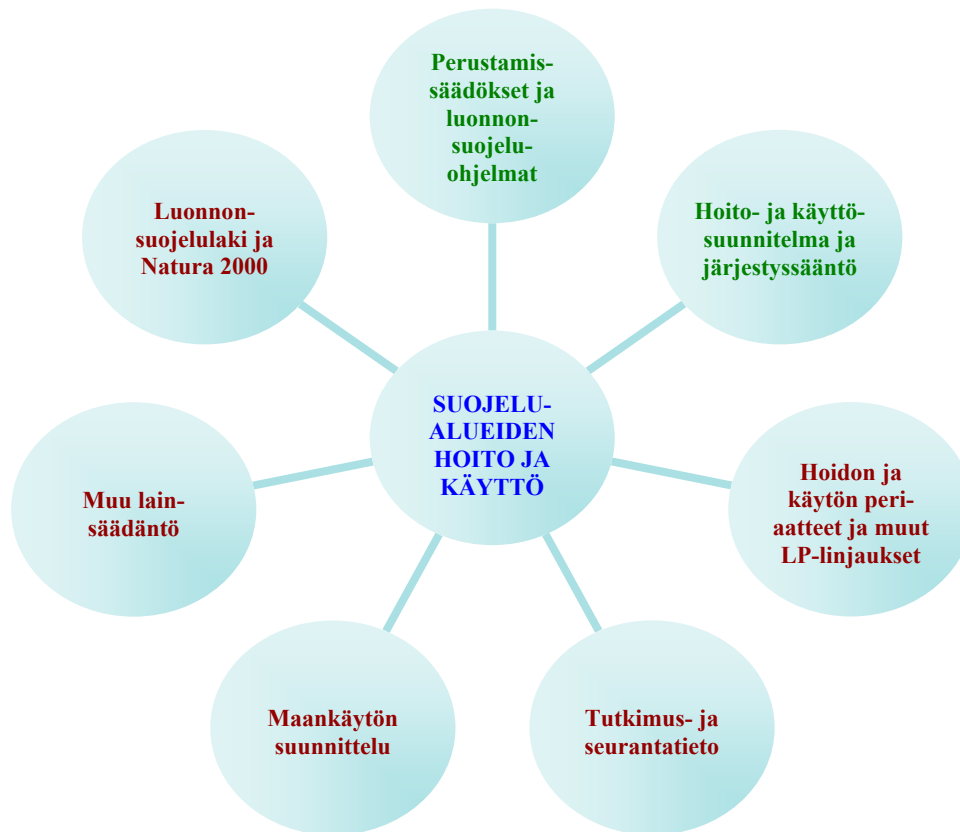 Perustamis-
säädökset ja
luonnon-
suojelu-
ohjelmat
Luonnon-
suojelulaki ja
Natura 2000
Hoito- ja käyttö-
suunnitelma ja
järjestyssääntö
SUOJELU-
ALUEIDEN
HOITO JA
KÄYTTÖ
Muu lain-
säädäntö
Hoidon ja
käytön peri-
aatteet ja muut
LP-linjaukset
Maankäytön
suunnittelu
Tutkimus- ja
seurantatieto